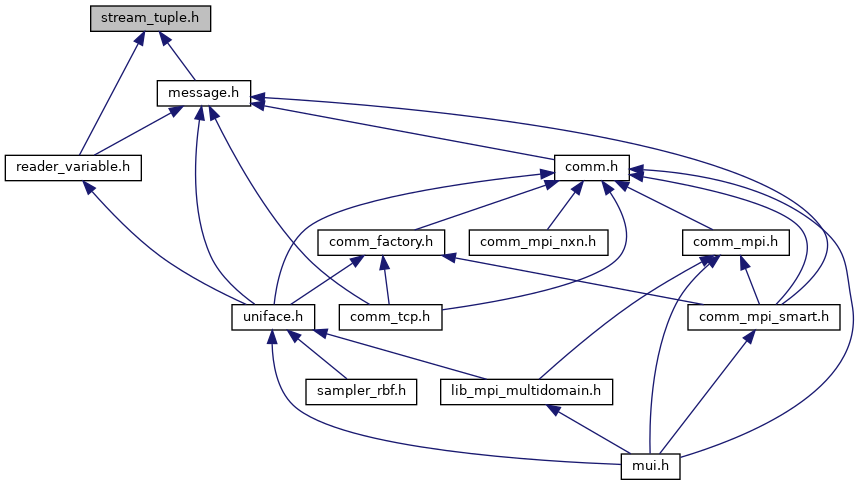 stream_tuple.h
message.h
reader_variable.h
comm.h
comm_factory.h
comm_mpi_nxn.h
comm_mpi.h
uniface.h
comm_tcp.h
comm_mpi_smart.h
sampler_rbf.h
lib_mpi_multidomain.h
mui.h